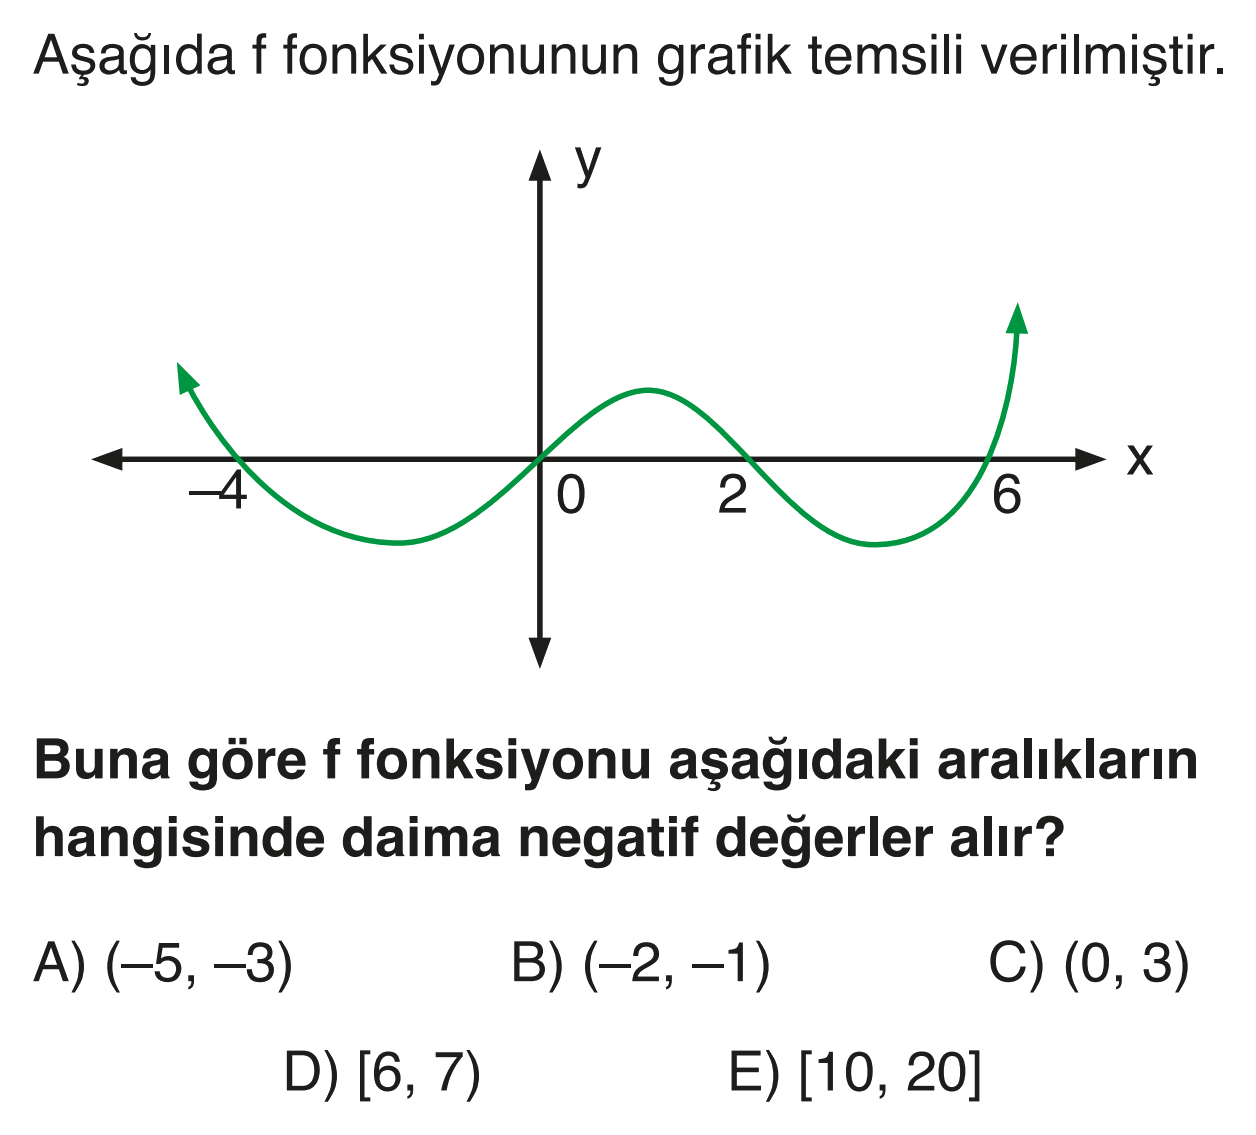 Aşağıda f fonksiyonunun grafik temsili verilmiştir.
y
x
–4
0
2
6
Buna göre f fonksiyonu aşağıdaki aralıkların
hangisinde daima negatif değerler alır?
A) (–5, –3) B) (–2, –1) C) (0, 3)
D) [6, 7) E) [10, 20]